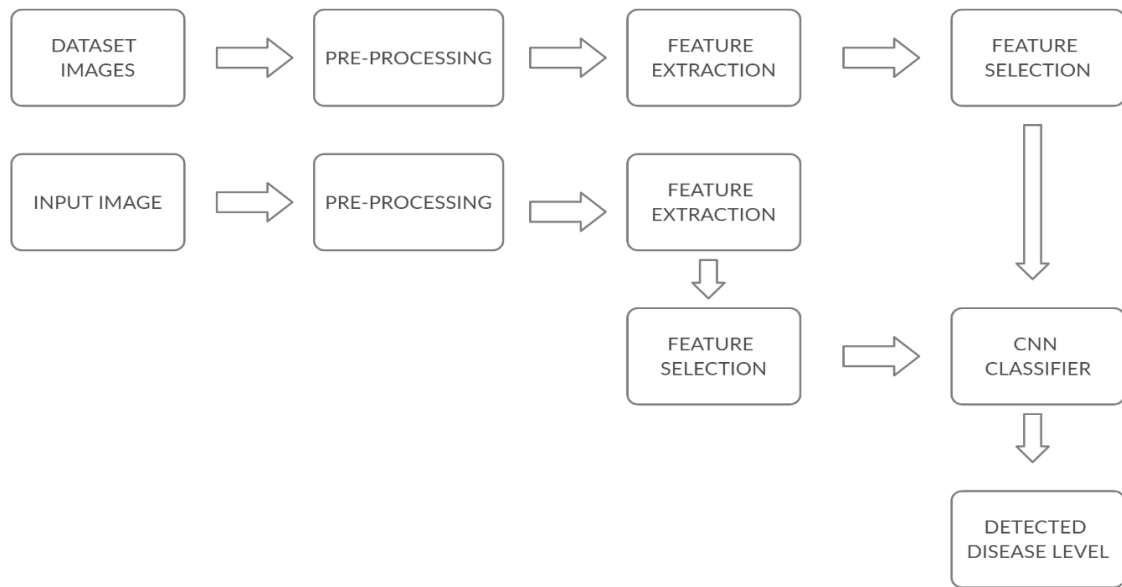 DATASET
IMAGES
PRE-PROCESSING
FEATURE
EXTRACTION
FEATURE
SELECTION
INPUT IMAGE
PRE-PROCESSING
FEATURE
EXTRACTION
FEATURE
SELECTION
CNN
CLASSIFIER
DETECTED
DISEASE LEVEL